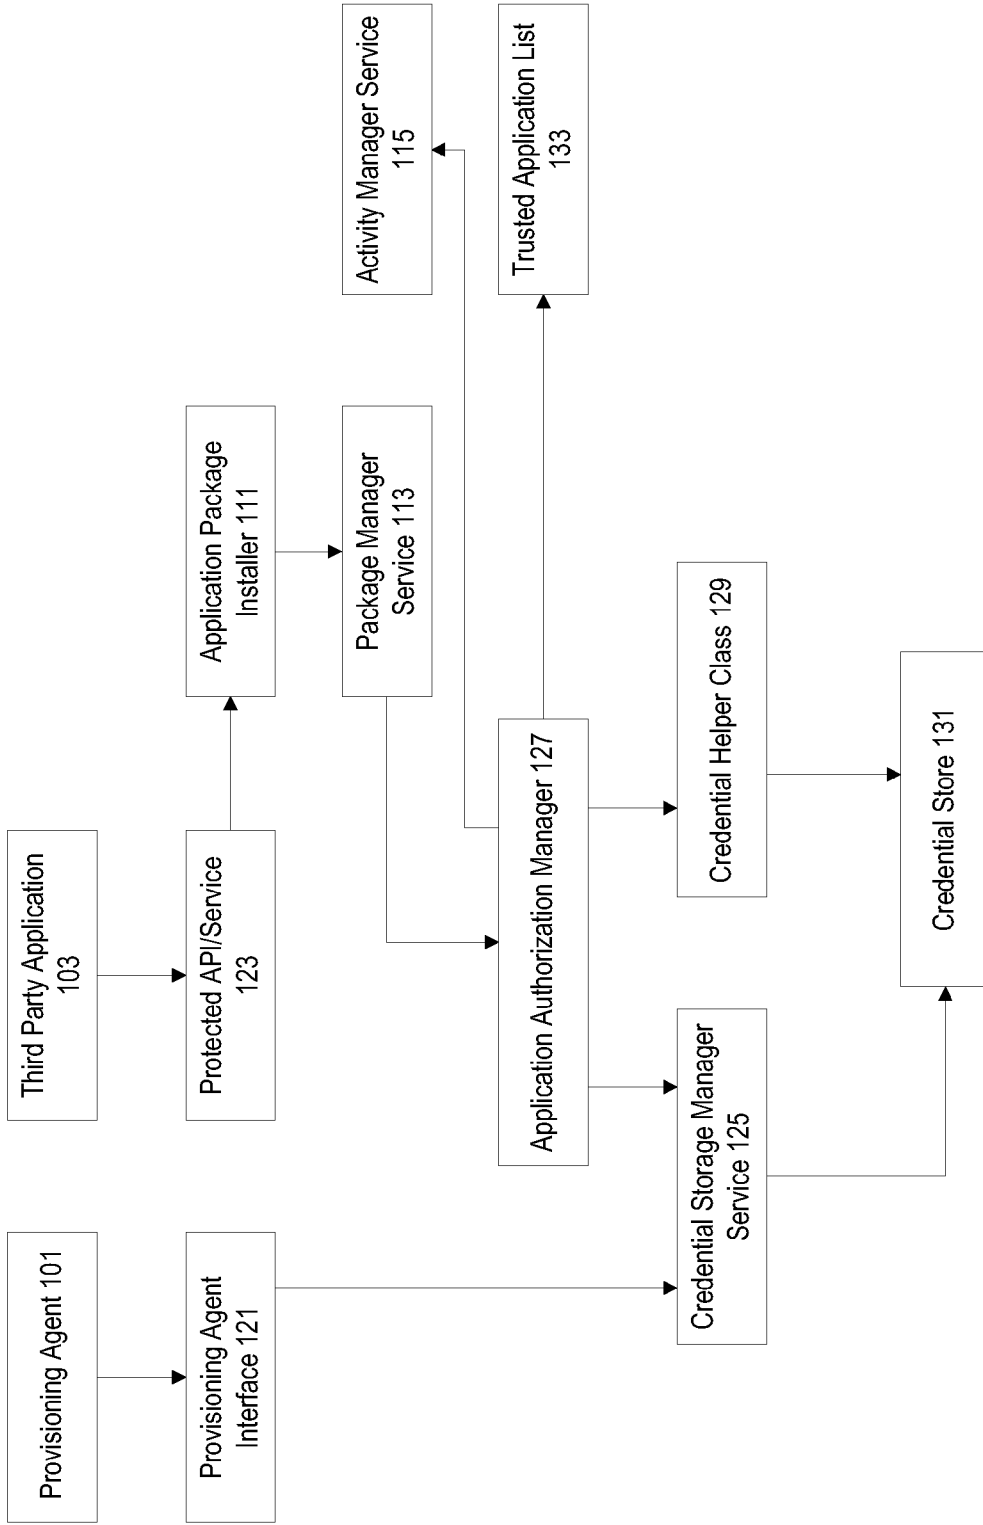 Provisioning Agent 101
Third Party Application
103
Provisioning Agent
Interface 121
Protected API/Service
123
Application Package
Installer 111
Package Manager
Service 113
Activity Manager Service
115
Application Authorization Manager 127
Trusted Application List
133
Credential Storage Manager
Service 125
Credential Helper Class 129
Credential Store 131